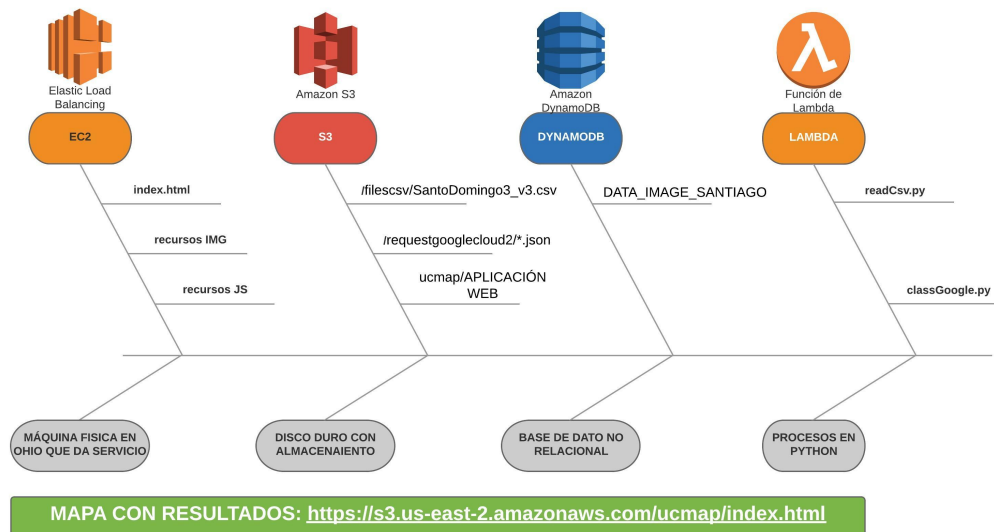 Elastic Load
Balancing
Amazon S3
Amazon
DynamoDB
Función de
Lambda
EC2
S3
DYNAMODB
LAMBDA
index.html
/filescsv/SantoDomingo3_v3.csv
DATA_IMAGE_SANTIAGO
readCsv.py
recursos IMG
/requestgooglecloud2/*.json
recursos JS
ucmap/APLICACIÓN
WEB
classGoogle.py
MÁQUINA FISICA EN
OHIO QUE DA SERVICIO
DISCO DURO CON
ALMACENAIENTO
BASE DE DATO NO
RELACIONAL
PROCESOS EN
PYTHON
MAPA CON RESULTADOS: https://s3.us-east-2.amazonaws.com/ucmap/index.html